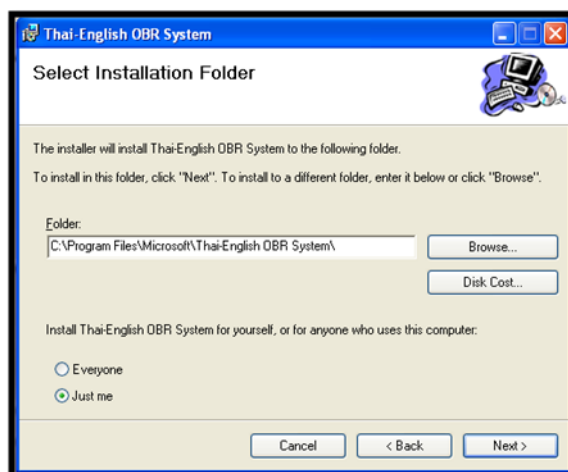 Thai-English OBR System
Select Installation Folder
The installer will install Thai-English OBR System to the following folder.
To install in this folder, click "Next". To install to a different folder, enter it below or click "Browse".
Folder:
C:\Program Files\Microsoft\Thai-English OBR System\
Browse...
Disk Cost...
Install Thai-English OBR System for yourself, or for anyone who uses this computer:
Everyone
Just me
Cancel
< Back
Next >